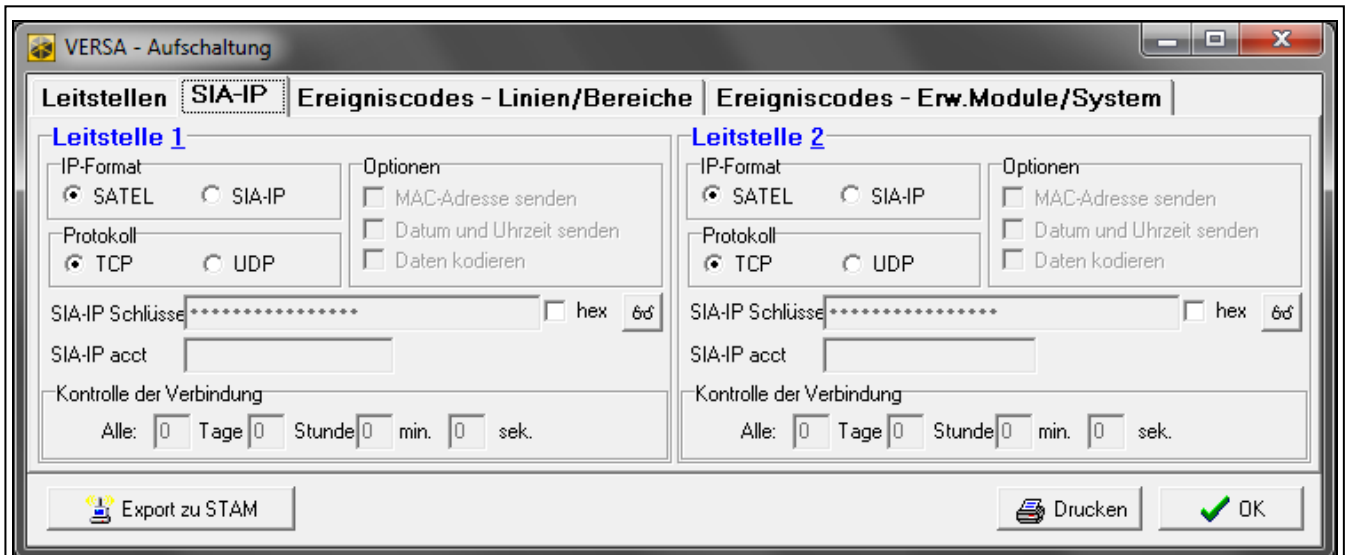 VERSA - Aufschaltung
Leitstellen SIA-IP Ereigniscodes - Linien/Bereiche Ereigniscodes - Erw.Module/System
Leitstelle 1
IP-Format
SATEL SIA-IP
Protokoll
TCP UDP
Optionen
MAC-Adresse senden
Datum und Uhrzeit senden
Daten kodieren
SIA-IP Schlüsse **************** hex
SIA-IP acct
Kontrolle der Verbindung
Alle: 0 Tage 0 Stunde 0 min. 0 sek.
Leitstelle 2
IP-Format
SATEL SIA-IP
Protokoll
TCP UDP
Optionen
MAC-Adresse senden
Datum und Uhrzeit senden
Daten kodieren
SIA-IP Schlüsse **************** hex
SIA-IP acct
Kontrolle der Verbindung
Alle: 0 Tage 0 Stunde 0 min. 0 sek.
Export zu STAM Drucken OK